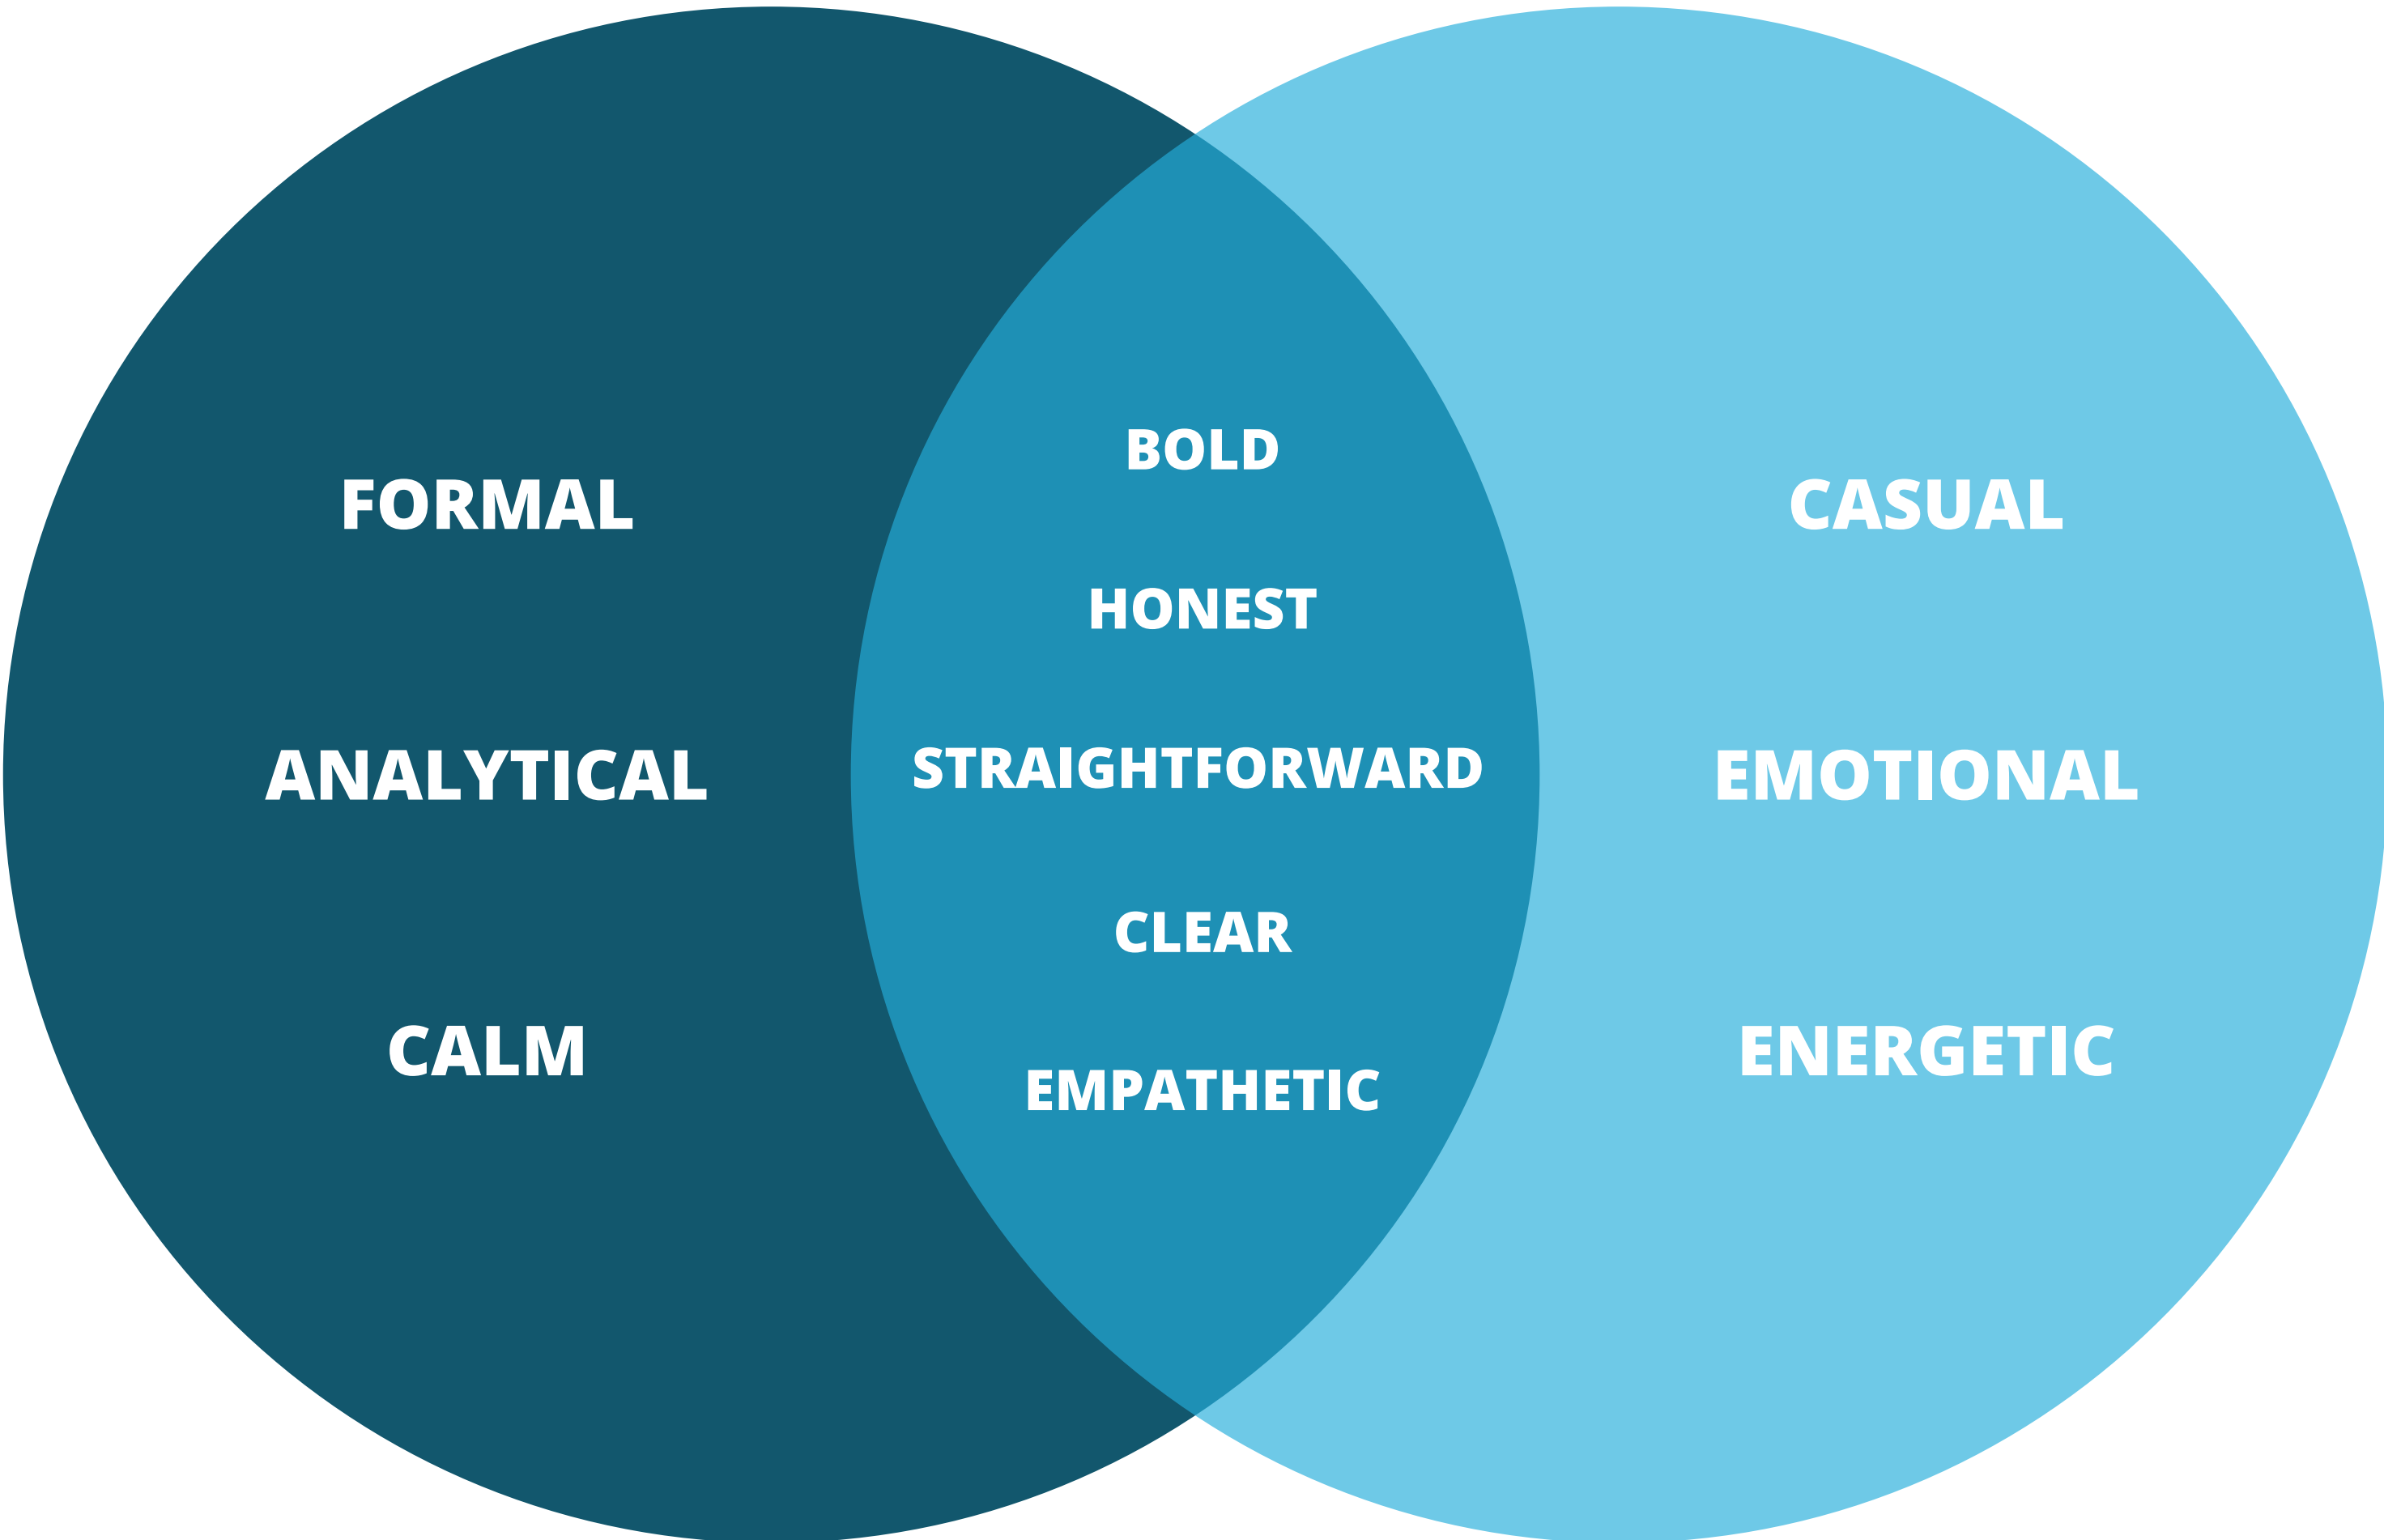 FORMAL
ANALYTICAL
CALM
BOLD
HONEST
STRAIGHTFORWARD
CLEAR
EMPATHETIC
CASUAL
EMOTIONAL
ENERGETIC